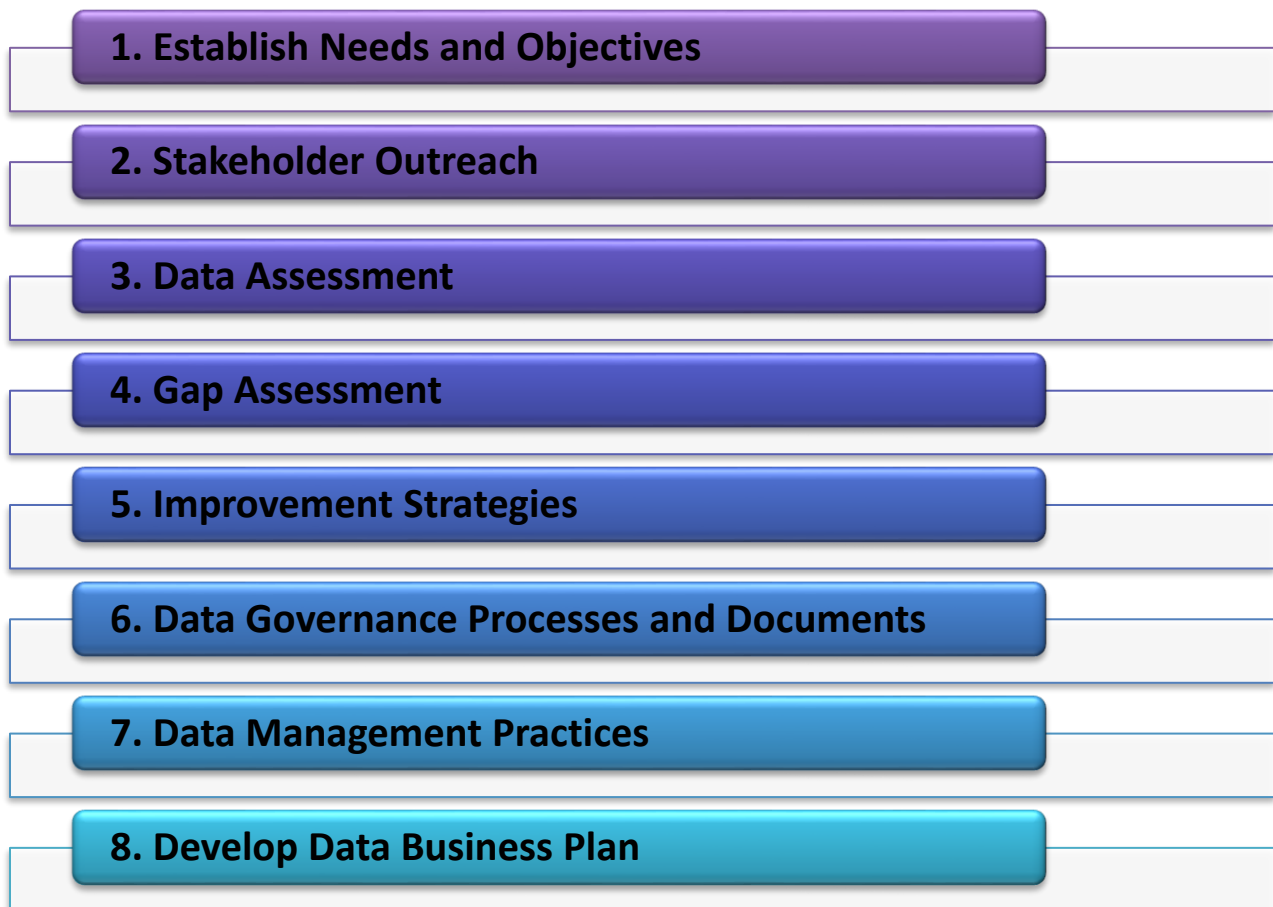 1. Establish Needs and Objectives
2. Stakeholder Outreach
3. Data Assessment
4. Gap Assessment
5. Improvement Strategies
6. Data Governance Processes and Documents
7. Data Management Practices
8. Develop Data Business Plan